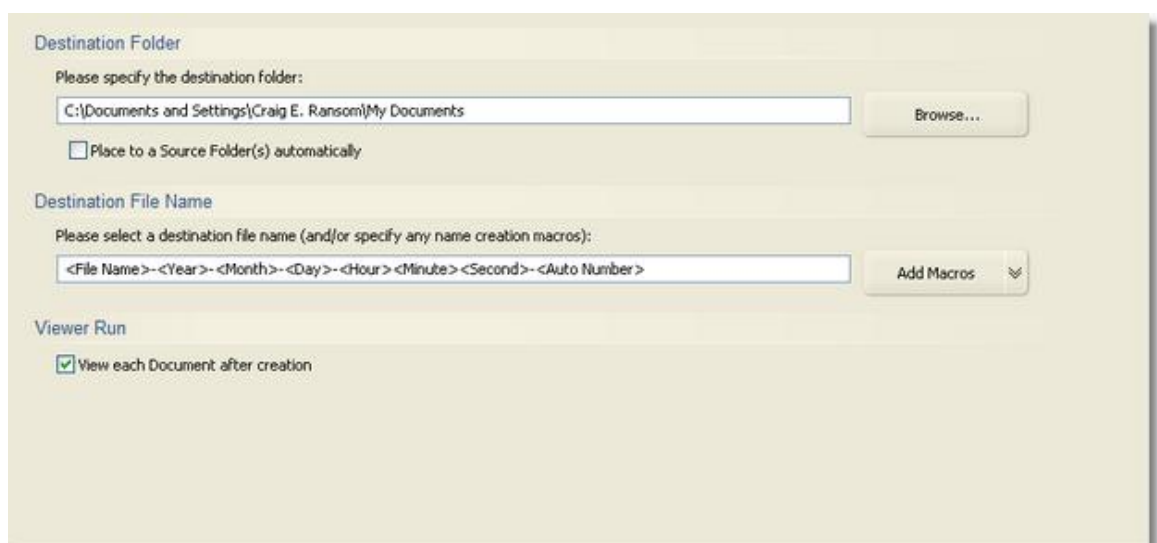 Destination Folder
Please specify the destination folder:
C:\Documents and Settings\Craig E. Ransom\My Documents
Browse...
Place to a Source Folder(s) automatically
Destination File Name
Please select a destination file name (and/or specify any name creation macros):
<File Name>-<Year>-<Month>-<Day>-<Hour><Minute><Second>-<Auto Number>
Add Macros
Viewer Run
View each Document after creation